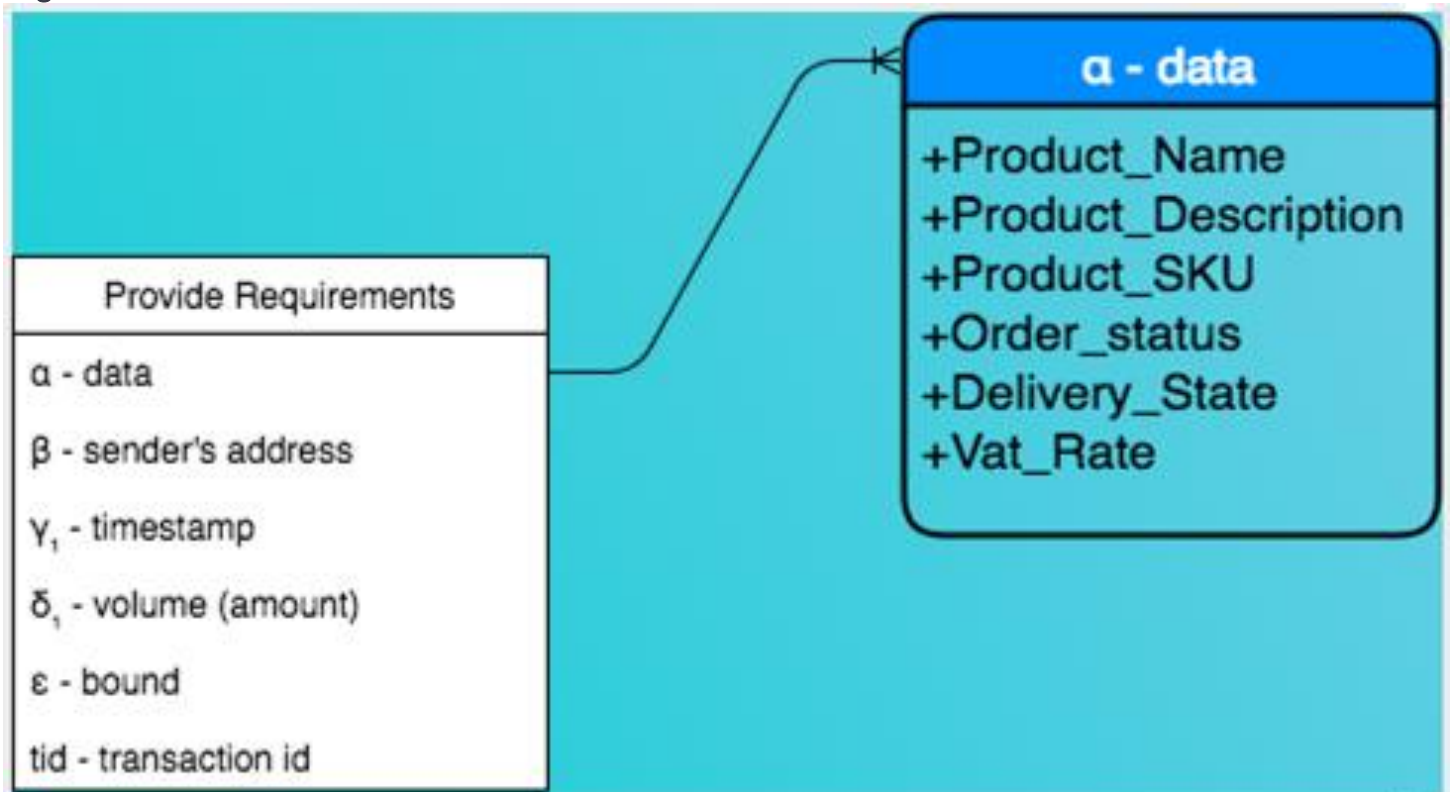 α - data
+Product_Name
+Product_Description
+Product_SKU
+Order_status
+Delivery_State
+Vat_Rate
Provide Requirements
α - data
β - sender's address
γ₁ - timestamp
δ₁ - volume (amount)
ε - bound
tid - transaction id